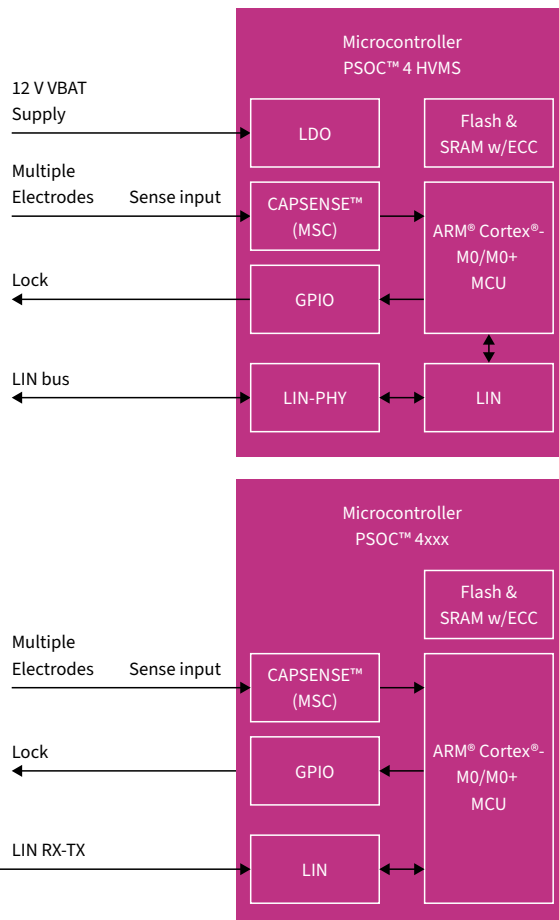 Microcontroller
PSOC™ 4 HVMS
12 V VBAT
Supply
LDO
Flash &
SRAM w/ECC
Multiple
Electrodes
Sense input
CAPSENSE™
(MSC)
ARM® Cortex®-
M0/M0+
MCU
Lock
GPIO
LIN bus
LIN-PHY
LIN
Microcontroller
PSOC™ 4xxx
Flash &
SRAM w/ECC
Multiple
Electrodes
Sense input
CAPSENSE™
(MSC)
Lock
GPIO
ARM® Cortex®-
M0/M0+
MCU
LIN RX-TX
LIN